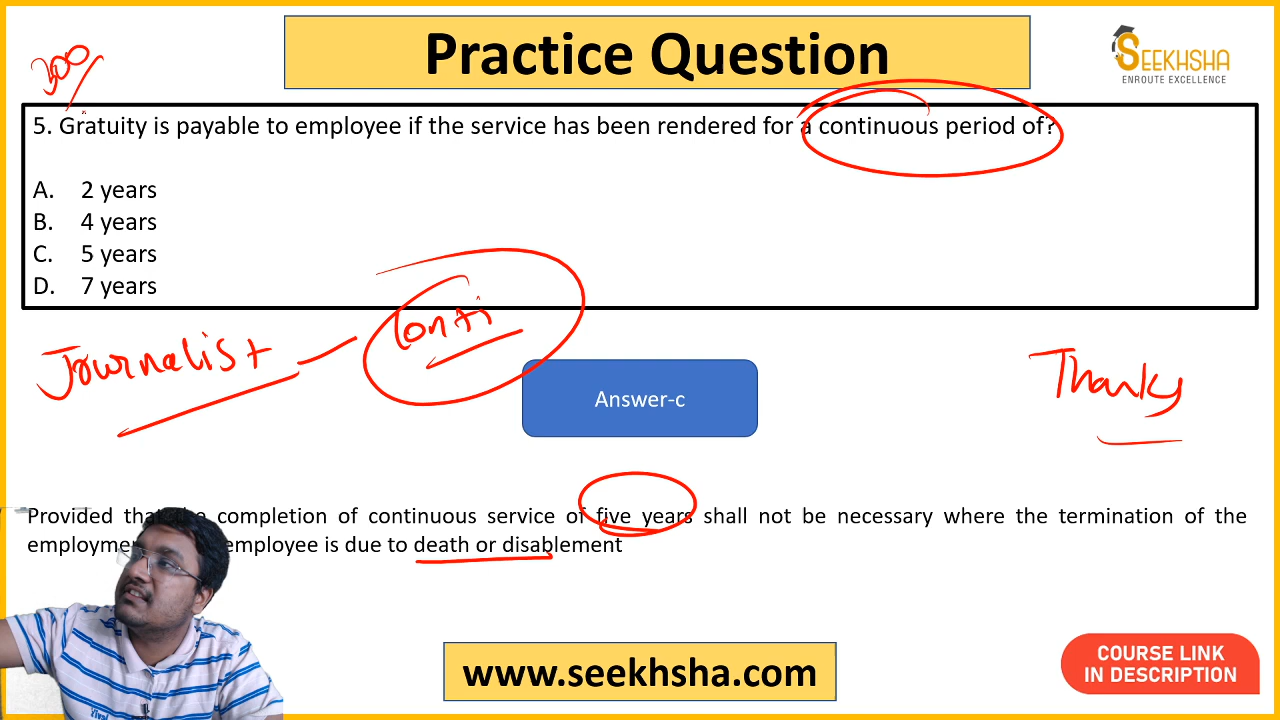 Practice Question
SEEKHSHA
ENROUTE EXCELLENCE
300/
5. Gratuity is payable to employee if the service has been rendered for a continuous period of?
A. 2 years
B. 4 years
C. 5 years
D. 7 years
Journalist — Conti
Answer-c
Thanks
Provided that the completion of continuous service of five years shall not be necessary where the termination of the
employmen employee is due to death or disablement
www.seekhsha.com
COURSE LINK
IN DESCRIPTION